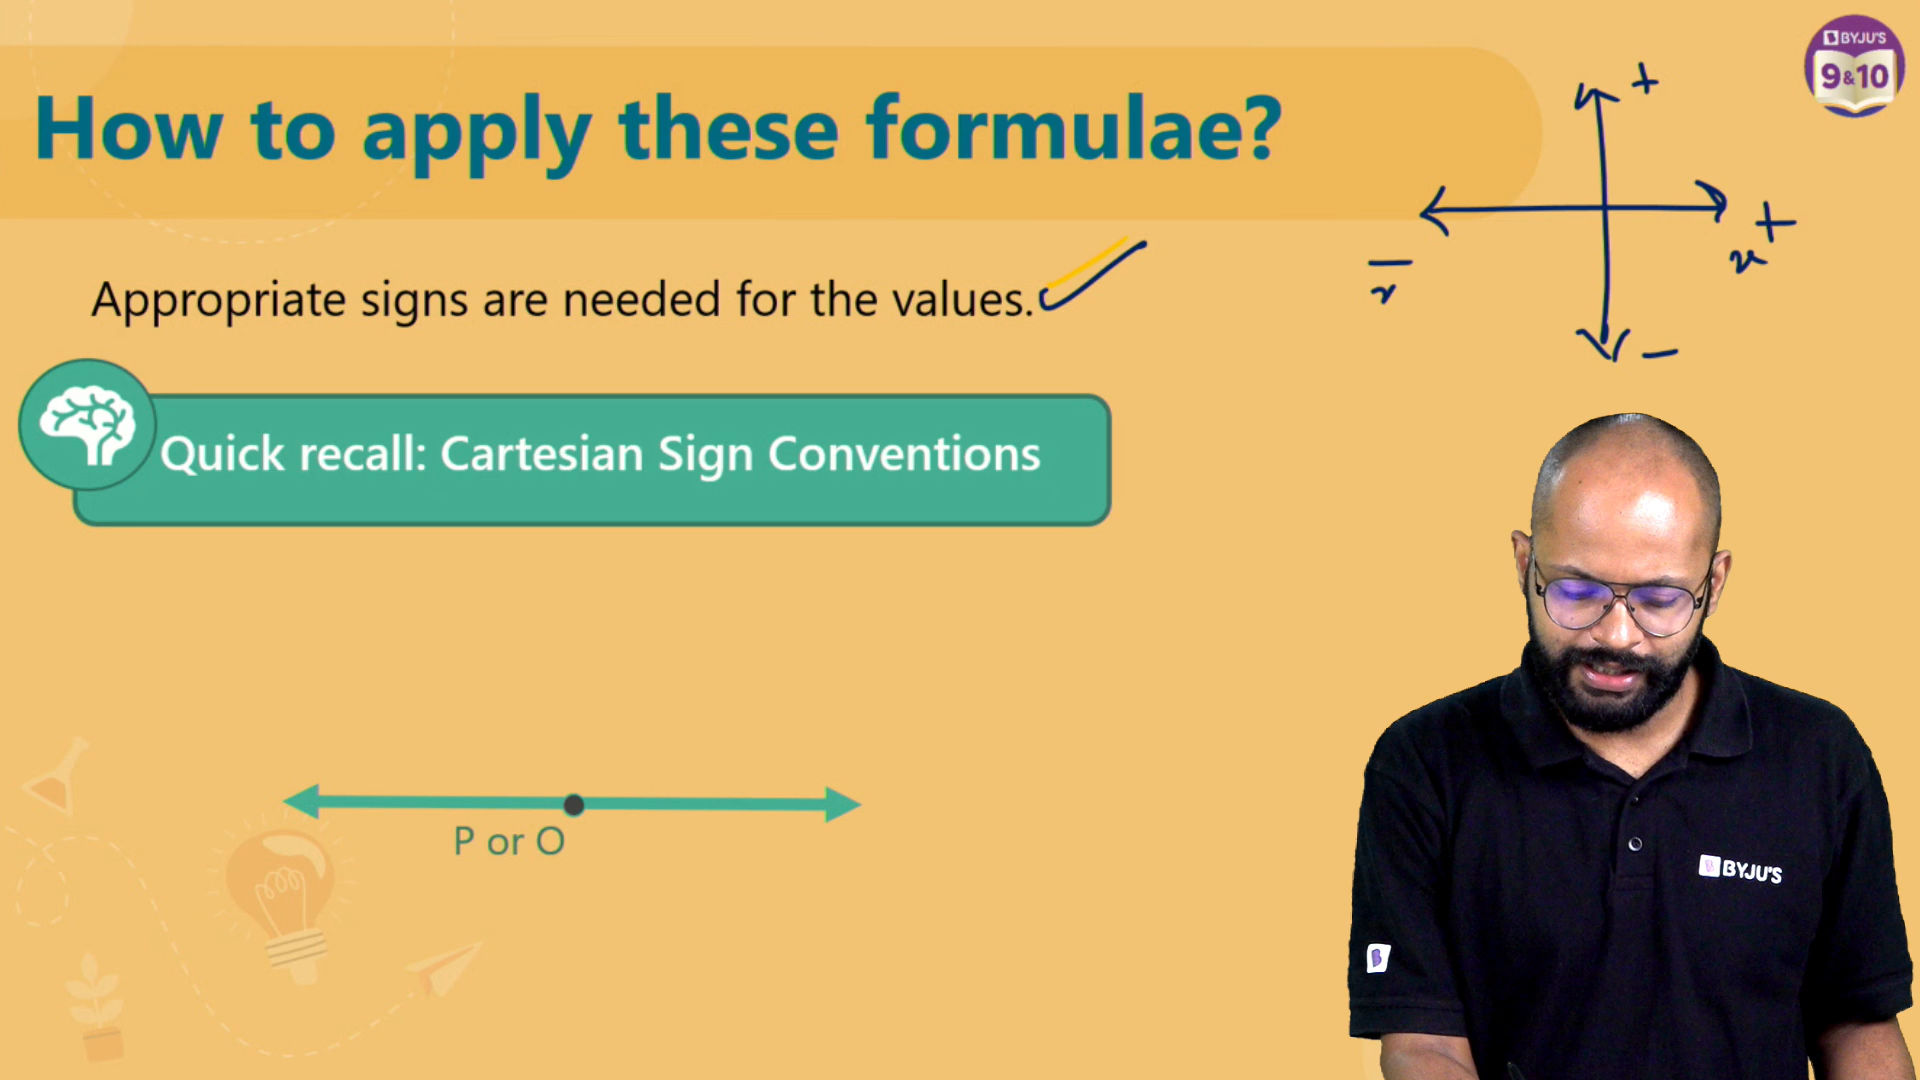 BYJU'S
9&10
How to apply these formulae?
+
+
x
−
x
−
Appropriate signs are needed for the values.
Quick recall: Cartesian Sign Conventions
P or O
BYJU'S